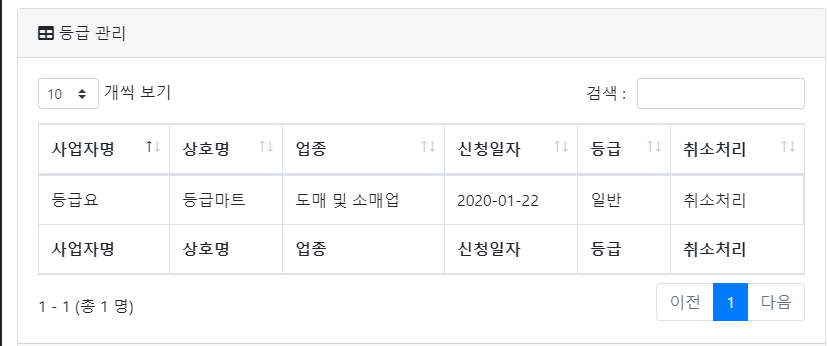 등급 관리
10 개씩 보기 검색 :
사업자명 상호명 업종 신청일자 등급 취소처리
등급요 등급마트 도매 및 소매업 2020-01-22 일반 취소처리
사업자명 상호명 업종 신청일자 등급 취소처리
1 - 1 (총 1 명) 이전 1 다음